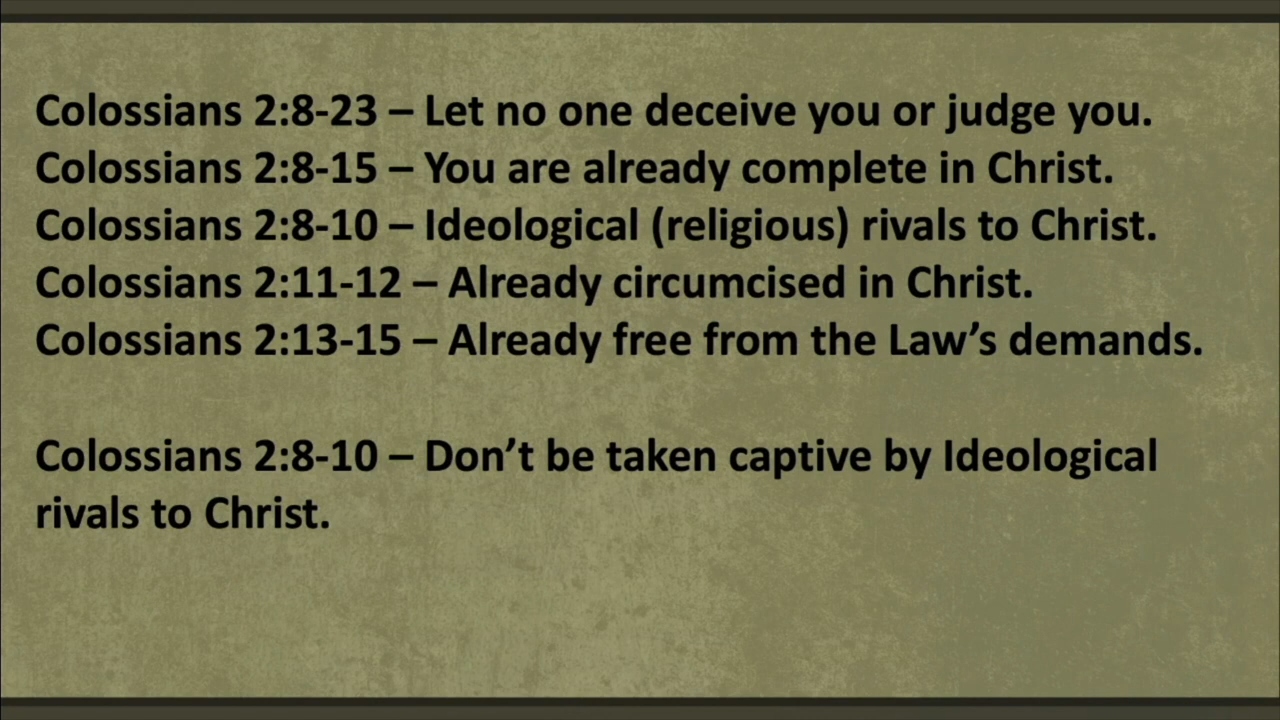 Colossians 2:8-23 – Let no one deceive you or judge you.
Colossians 2:8-15 – You are already complete in Christ.
Colossians 2:8-10 – Ideological (religious) rivals to Christ.
Colossians 2:11-12 – Already circumcised in Christ.
Colossians 2:13-15 – Already free from the Law’s demands.
Colossians 2:8-10 – Don’t be taken captive by Ideological
rivals to Christ.